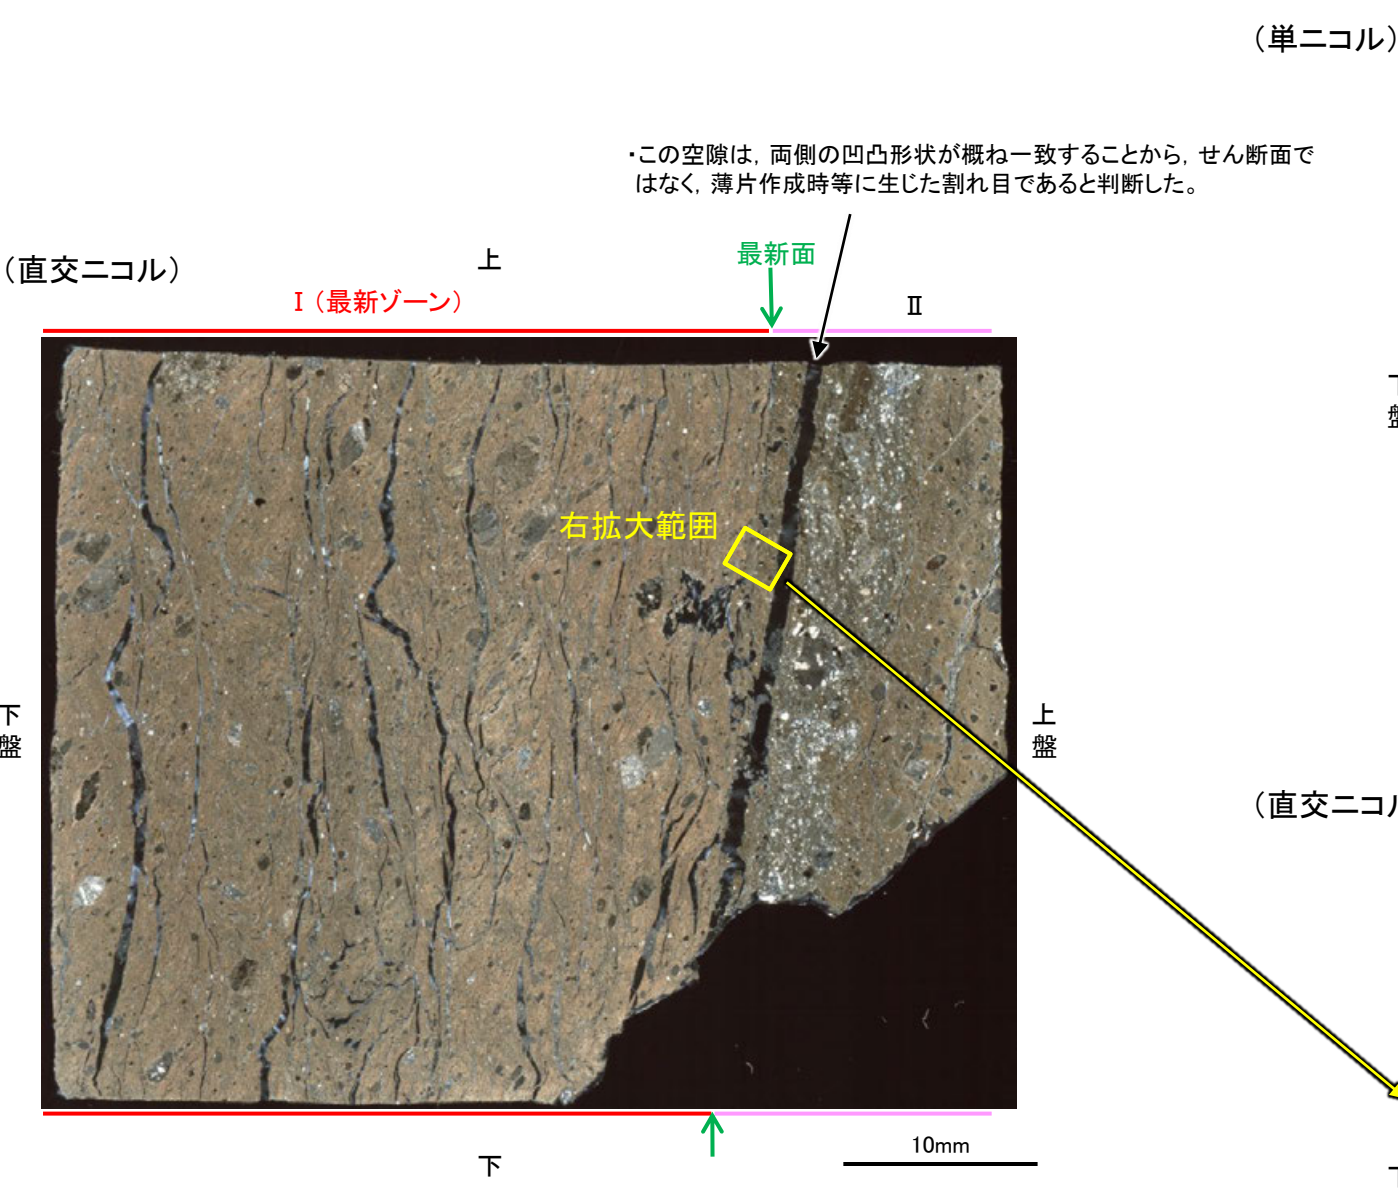 （単ニコル）
・この空隙は，両側の凹凸形状が概ね一致することから，せん断面で
はなく，薄片作成時等に生じた割れ目であると判断した。
（直交ニコル）
上
最新面
Ⅰ（最新ゾーン）
Ⅱ
右拡大範囲
下盤
上盤
（直交ニコル
10mm
下